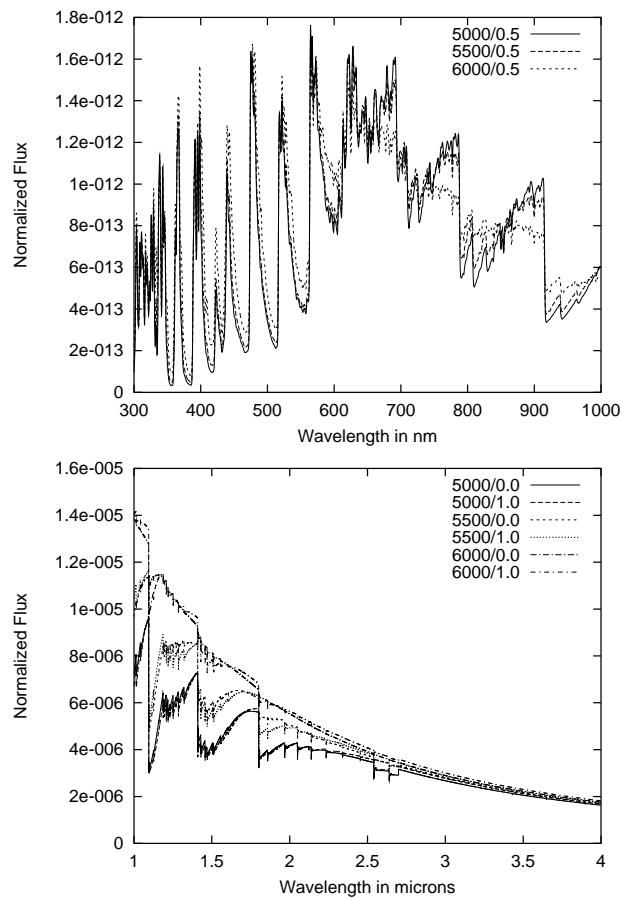 1.8e-012
1.6e-012
1.4e-012
1.2e-012
1e-012
8e-013
6e-013
4e-013
2e-013
0
Normalized Flux
5000/0.5
5500/0.5
6000/0.5
300 400 500 600 700 800 900 1000
Wavelength in nm
1.6e-005
1.4e-005
1.2e-005
1e-005
8e-006
6e-006
4e-006
2e-006
0
Normalized Flux
5000/0.0
5000/1.0
5500/0.0
5500/1.0
6000/0.0
6000/1.0
1 1.5 2 2.5 3 3.5 4
Wavelength in microns